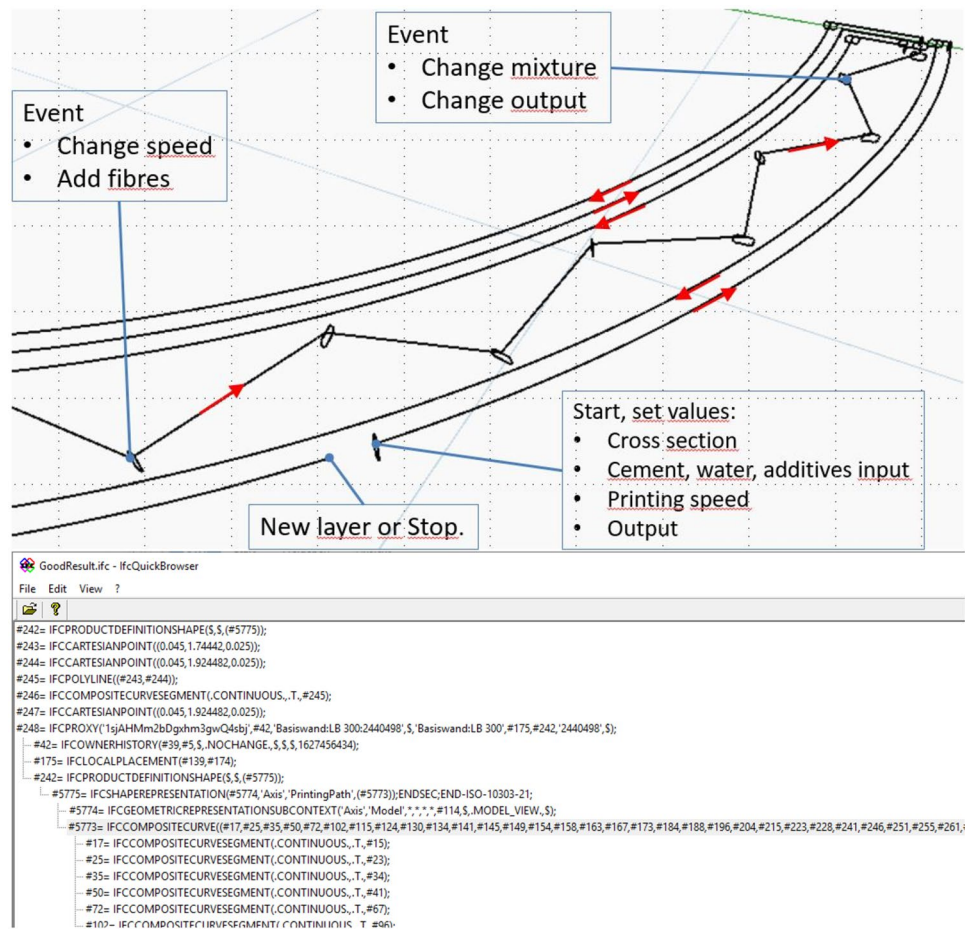 Event
• Change mixture
• Change output
Event
• Change speed
• Add fibres
Start, set values:
• Cross section
• Cement, water, additives input
• Printing speed
• Output
New layer or Stop.
GoodResult.ifc - IfcQuickBrowser
File Edit View ?
#242= IFCPRODUCTDEFINITIONSHAPE($,$,(#5775));
#243= IFCCARTESIANPOINT((0.045,1.74442,0.025));
#244= IFCCARTESIANPOINT((0.045,1.924482,0.025));
#245= IFCPOLYLINE((#243,#244));
#246= IFCCOMPOSITECURVESEGMENT(.CONTINUOUS.,.T.,#245);
#247= IFCCARTESIANPOINT((0.045,1.924482,0.025));
#248= IFCPROXY('1sjAHMm2bDgxhm3gwQ4sbj',#42,'Basiswand:LB 300:2440498',$,'Basiswand:LB 300',#175,#242,'2440498',$);
#42= IFCOWNERHISTORY(#39,#5,$,.NOCHANGE.,$,$,$,1627456434);
#175= IFCLOCALPLACEMENT(#139,#174);
#242= IFCPRODUCTDEFINITIONSHAPE($,$,(#5775));
#5775= IFCSHAPEREPRESENTATION(#5774,'Axis','PrintingPath',(#5773));ENDSEC;END-ISO-10303-21;
#5774= IFCGEOMETRICREPRESENTATIONSUBCONTEXT('Axis','Model',*,*,*,*,#114,$,.MODEL_VIEW.,$);
#5773= IFCCOMPOSITECURVE((#17,#25,#35,#50,#72,#102,#115,#124,#130,#134,#141,#145,#149,#154,#158,#163,#167,#173,#184,#188,#196,#204,#215,#223,#228,#241,#246,#251,#255,#261,#
#17= IFCCOMPOSITECURVESEGMENT(.CONTINUOUS.,.T.,#15);
#25= IFCCOMPOSITECURVESEGMENT(.CONTINUOUS.,.T.,#23);
#35= IFCCOMPOSITECURVESEGMENT(.CONTINUOUS.,.T.,#34);
#50= IFCCOMPOSITECURVESEGMENT(.CONTINUOUS.,.T.,#41);
#72= IFCCOMPOSITECURVESEGMENT(.CONTINUOUS.,.T.,#67);
#102= IFCCOMPOSITECURVESEGMENT(.CONTINUOUS.,.T.,#96);